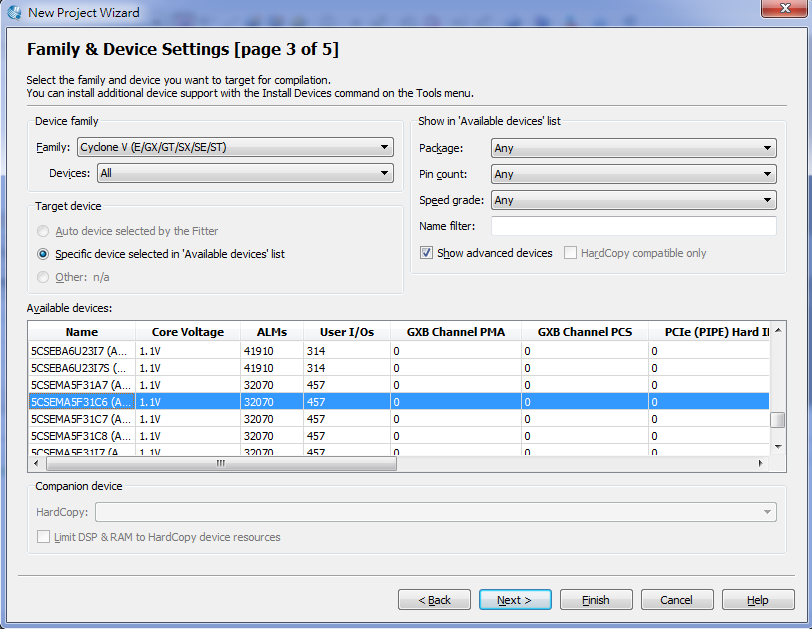 New Project Wizard
Family & Device Settings [page 3 of 5]
Select the family and device you want to target for compilation.
You can install additional device support with the Install Devices command on the Tools menu.
Device family
Family: Cyclone V (E/GX/GT/SX/SE/ST)
Devices: All
Target device
Auto device selected by the Fitter
Specific device selected in 'Available devices' list
Other: n/a
Show in 'Available devices' list
Package: Any
Pin count: Any
Speed grade: Any
Name filter:
Show advanced devices HardCopy compatible only
Available devices:
Name Core Voltage ALMs User I/Os GXB Channel PMA GXB Channel PCS PCIe (PIPE) Hard I
5CSEBA6U23I7 (A... 1.1V 41910 314 0 0 0
5CSEBA6U23I7S (... 1.1V 41910 314 0 0 0
5CSEMA5F31A7 (A... 1.1V 32070 457 0 0 0
5CSEMA5F31C6 (A... 1.1V 32070 457 0 0 0
5CSEMA5F31C7 (A... 1.1V 32070 457 0 0 0
5CSEMA5F31C8 (A... 1.1V 32070 457 0 0 0
5CSEMA5F31I7 (A... 1.1V 32070 457 0 0 0
Companion device
HardCopy:
Limit DSP & RAM to HardCopy device resources
< Back Next > Finish Cancel Help